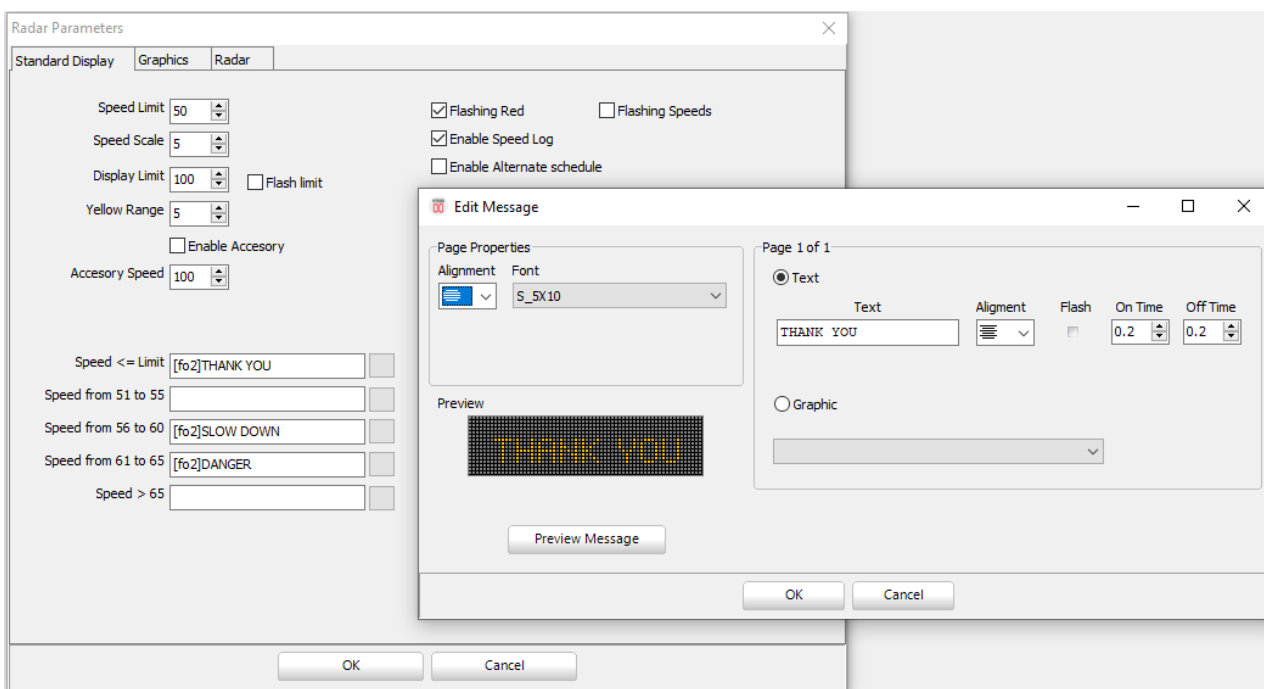 Radar Parameters
Standard Display Graphics Radar
Speed Limit 50
Speed Scale 5
Display Limit 100 Flash limit
Yellow Range 5
Enable Accesory
Accesory Speed 100
Flashing Red Flashing Speeds
Enable Speed Log
Enable Alternate schedule
Speed <= Limit [fo2]THANK YOU
Speed from 51 to 55
Speed from 56 to 60 [fo2]SLOW DOWN
Speed from 61 to 65 [fo2]DANGER
Speed > 65
OK Cancel
00 Edit Message
Page Properties
Alignment Font
S_5X10
Preview
THANK YOU
Preview Message
Page 1 of 1
Text
Text Aligment Flash On Time Off Time
THANK YOU 0.2 0.2
Graphic
OK Cancel